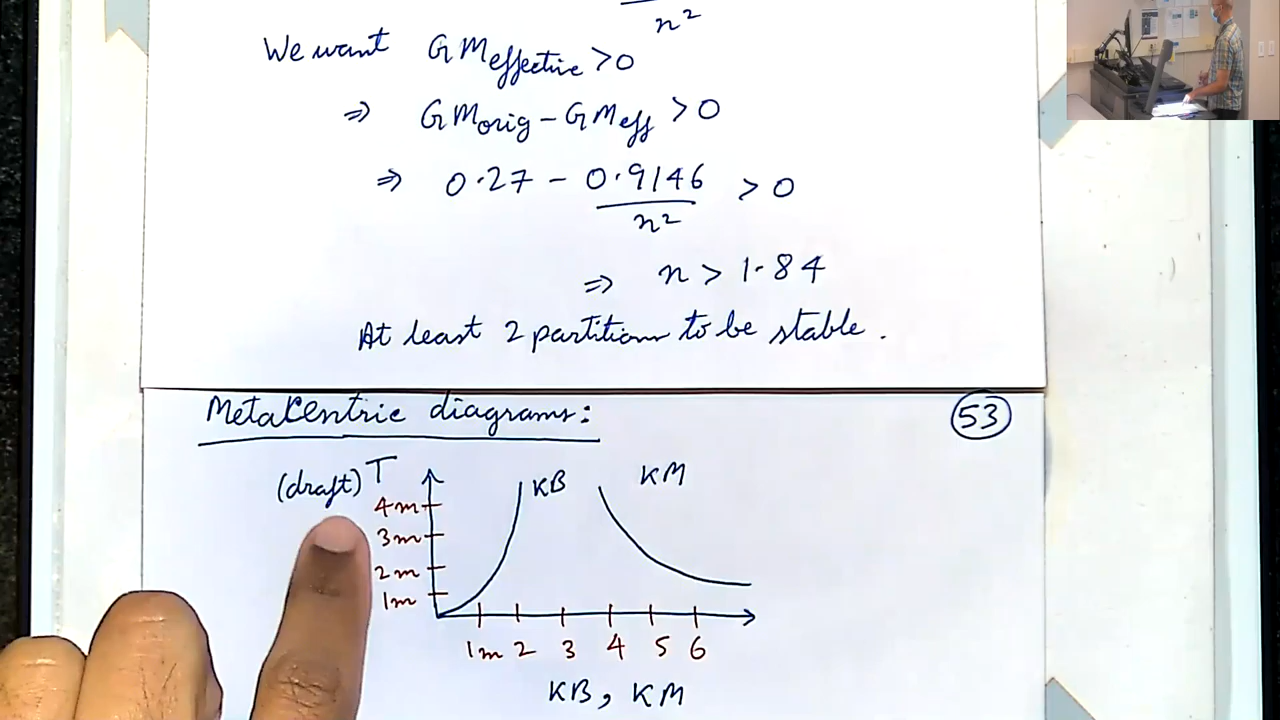 n²
We want GMeffective > 0
⇒ GMorig - GMeff > 0
⇒ 0.27 - 0.9146 / n² > 0
⇒ n > 1.84
At least 2 partitions to be stable.
Metacentric diagrams:
53
(draft) T
KB
KM
4m
3m
2m
1m
1m 2 3 4 5 6
KB, KM